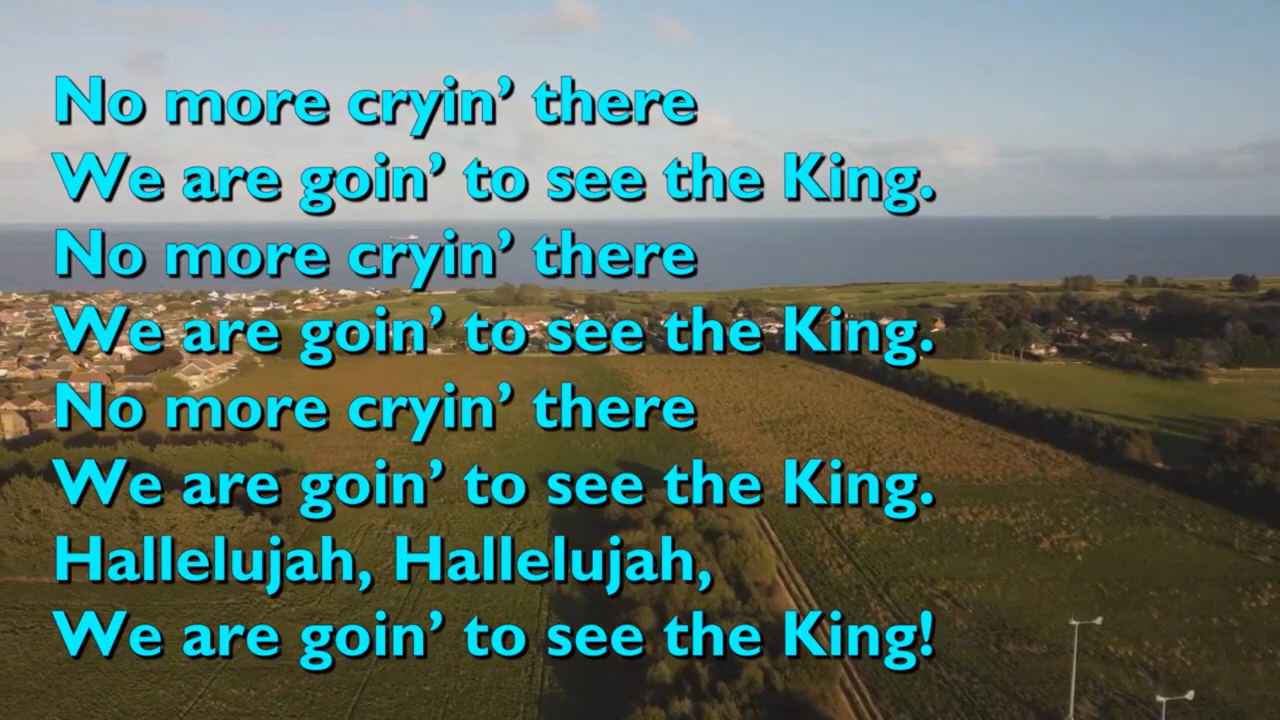 No more cryin’ there
We are goin’ to see the King.
No more cryin’ there
We are goin’ to see the King.
No more cryin’ there
We are goin’ to see the King.
Hallelujah, Hallelujah,
We are goin’ to see the King!